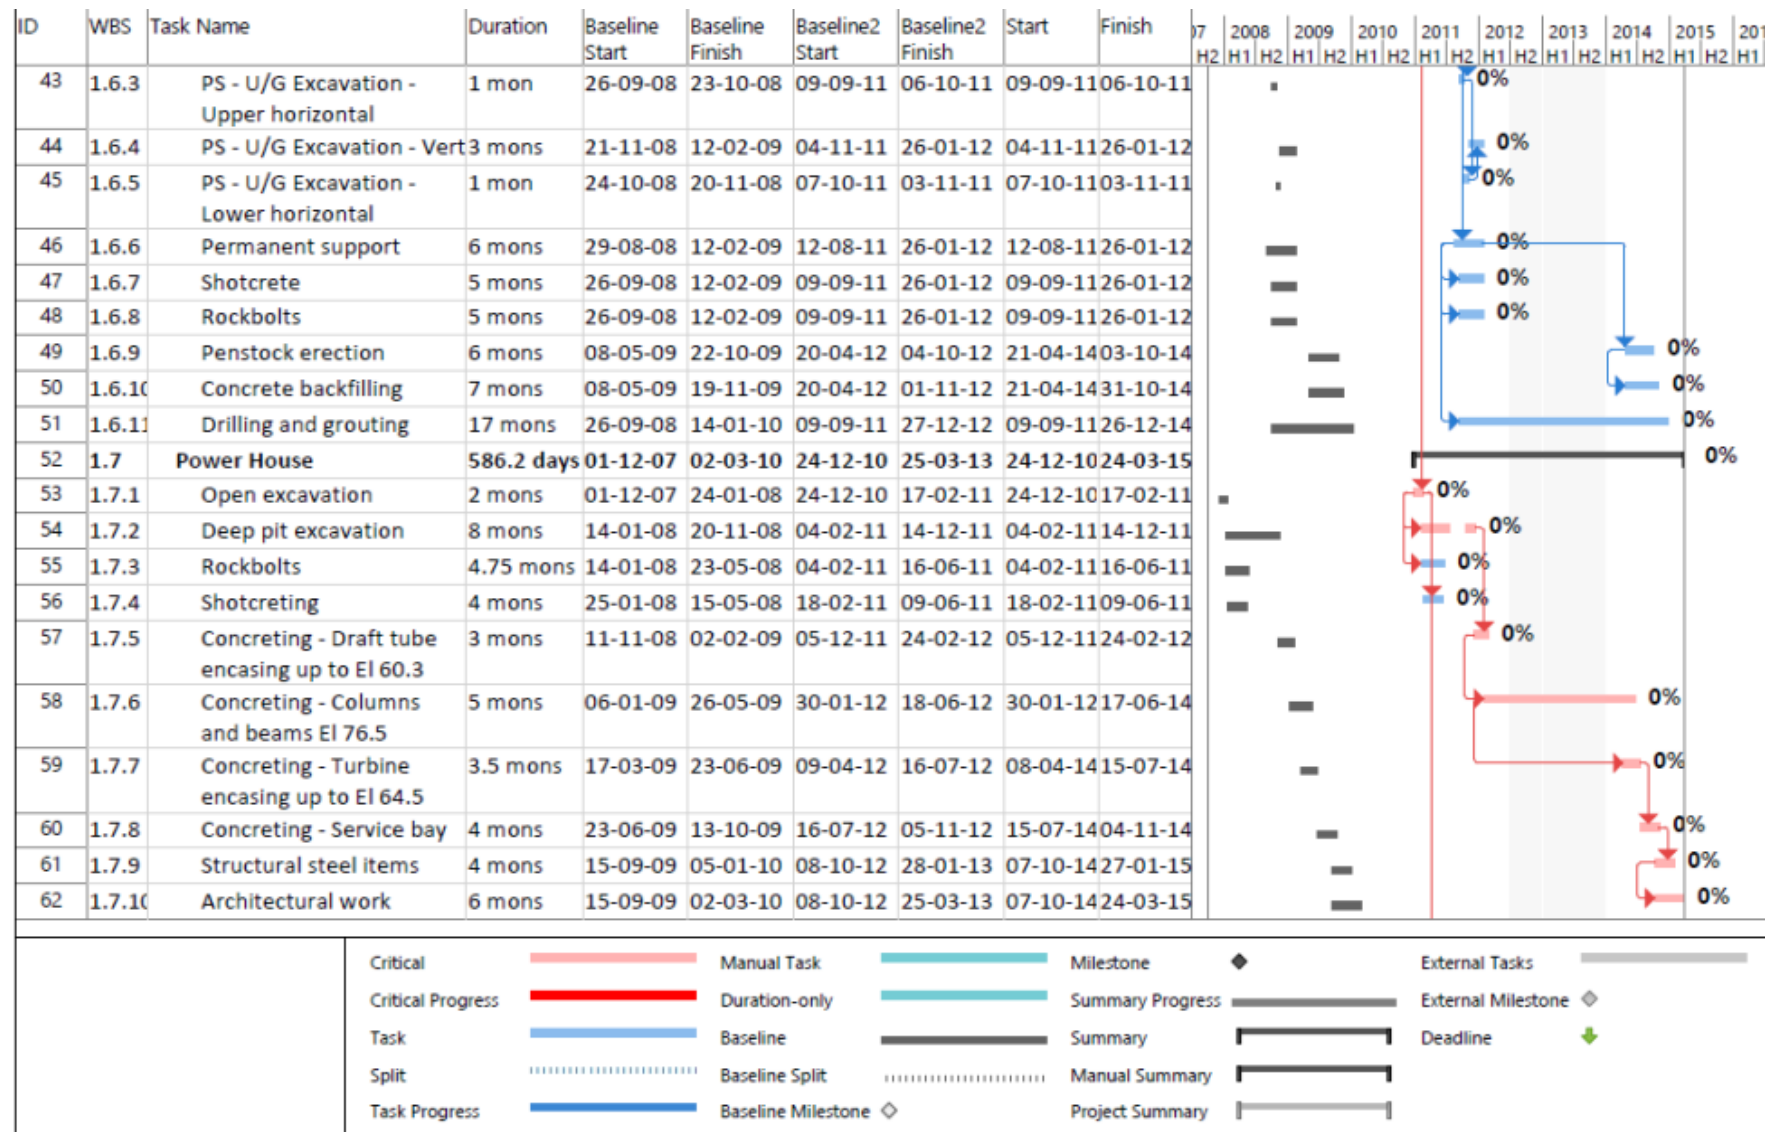 ID WBS Task Name Duration Baseline Start Baseline Finish Baseline2 Start Baseline2 Finish Start Finish
07 2008 2009 2010 2011 2012 2013 2014 2015 201
H2 H1 H2 H1 H2 H1 H2 H1 H2 H1 H2 H1 H2 H1 H2 H1 H2 H1
43 1.6.3 PS - U/G Excavation - Upper horizontal 1 mon 26-09-08 23-10-08 09-09-11 06-10-11 09-09-11 06-10-11 0%
44 1.6.4 PS - U/G Excavation - Vert 3 mons 21-11-08 12-02-09 04-11-11 26-01-12 04-11-11 26-01-12 0%
45 1.6.5 PS - U/G Excavation - Lower horizontal 1 mon 24-10-08 20-11-08 07-10-11 03-11-11 07-10-11 03-11-11 0%
46 1.6.6 Permanent support 6 mons 29-08-08 12-02-09 12-08-11 26-01-12 12-08-11 26-01-12 0%
47 1.6.7 Shotcrete 5 mons 26-09-08 12-02-09 09-09-11 26-01-12 09-09-11 26-01-12 0%
48 1.6.8 Rockbolts 5 mons 26-09-08 12-02-09 09-09-11 26-01-12 09-09-11 26-01-12 0%
49 1.6.9 Penstock erection 6 mons 08-05-09 22-10-09 20-04-12 04-10-12 21-04-14 03-10-14 0%
50 1.6.10 Concrete backfilling 7 mons 08-05-09 19-11-09 20-04-12 01-11-12 21-04-14 31-10-14 0%
51 1.6.11 Drilling and grouting 17 mons 26-09-08 14-01-10 09-09-11 27-12-12 09-09-11 26-12-14 0%
52 1.7 Power House 586.2 days 01-12-07 02-03-10 24-12-10 25-03-13 24-12-10 24-03-15 0%
53 1.7.1 Open excavation 2 mons 01-12-07 24-01-08 24-12-10 17-02-11 24-12-10 17-02-11 0%
54 1.7.2 Deep pit excavation 8 mons 14-01-08 20-11-08 04-02-11 14-12-11 04-02-11 14-12-11 0%
55 1.7.3 Rockbolts 4.75 mons 14-01-08 23-05-08 04-02-11 16-06-11 04-02-11 16-06-11 0%
56 1.7.4 Shotcreting 4 mons 25-01-08 15-05-08 18-02-11 09-06-11 18-02-11 09-06-11 0%
57 1.7.5 Concreting - Draft tube encasing up to El 60.3 3 mons 11-11-08 02-02-09 05-12-11 24-02-12 05-12-11 24-02-12 0%
58 1.7.6 Concreting - Columns and beams El 76.5 5 mons 06-01-09 26-05-09 30-01-12 18-06-12 30-01-12 17-06-14 0%
59 1.7.7 Concreting - Turbine encasing up to El 64.5 3.5 mons 17-03-09 23-06-09 09-04-12 16-07-12 08-04-14 15-07-14 0%
60 1.7.8 Concreting - Service bay 4 mons 23-06-09 13-10-09 16-07-12 05-11-12 15-07-14 04-11-14 0%
61 1.7.9 Structural steel items 4 mons 15-09-09 05-01-10 08-10-12 28-01-13 07-10-14 27-01-15 0%
62 1.7.10 Architectural work 6 mons 15-09-09 02-03-10 08-10-12 25-03-13 07-10-14 24-03-15 0%
Critical Manual Task Milestone External Tasks
Critical Progress Duration-only Summary Progress External Milestone
Task Baseline Summary Deadline
Split Baseline Split Manual Summary
Task Progress Baseline Milestone Project Summary